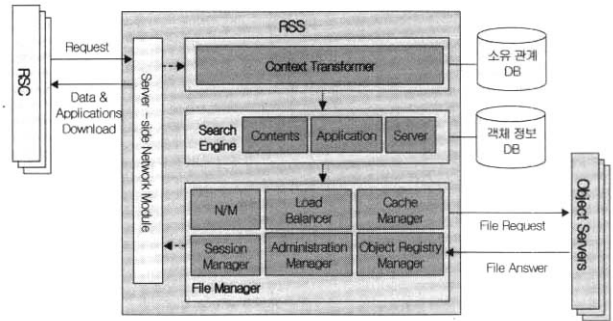 RSS
RSC
Request
Data &
Applications
Download
Server-side Network Module
Context Transformer
소유 관계
DB
Search
Engine
Contents
Application
Server
객체 정보
DB
N/M
Load
Balancer
Cache
Manager
Session
Manager
Administration
Manager
Object Registry
Manager
File Manager
File Request
File Answer
Object Servers